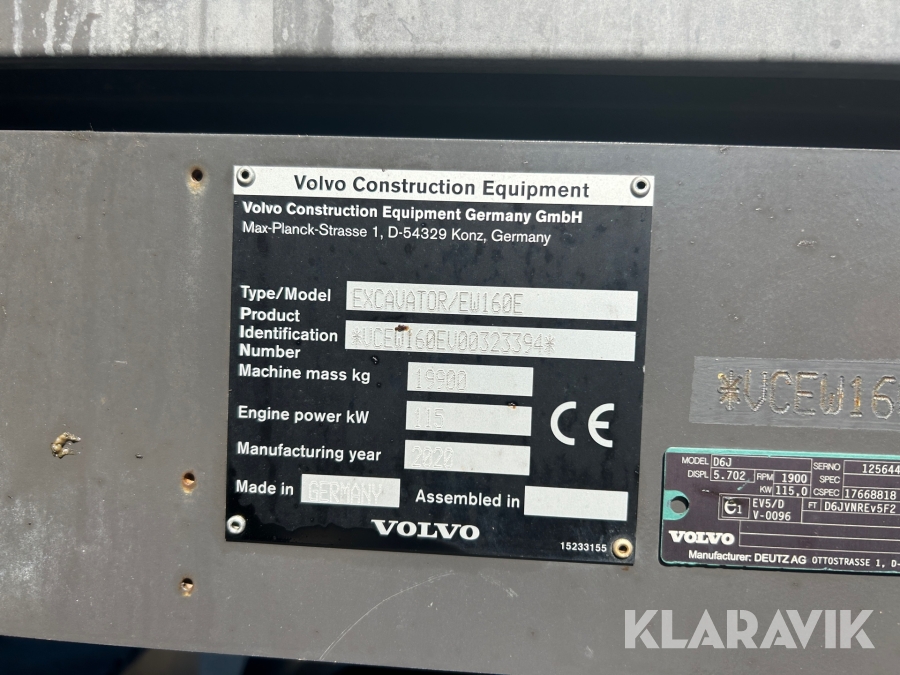 Volvo Construction Equipment
Volvo Construction Equipment Germany GmbH
Max-Planck-Strasse 1, D-54329 Konz, Germany
Type/Model EXCAVATOR/EW160E
Product Identification Number *VCEW160EV00323394*
Machine mass kg 19900
Engine power kW 115
Manufacturing year 2020
Made in GERMANY Assembled in
CE
VOLVO
15233155
*VCEW16
MODEL D6J SERNO 125644
DISPL 5.702 RPM 1900 SPEC
KW 115,0 CSPEC 17668818
EV5/D FT D6JVNREv5F2
V-0096
VOLVO
Manufacturer: DEUTZ AG OTTOSTRASSE 1, D-
KLARAVIK